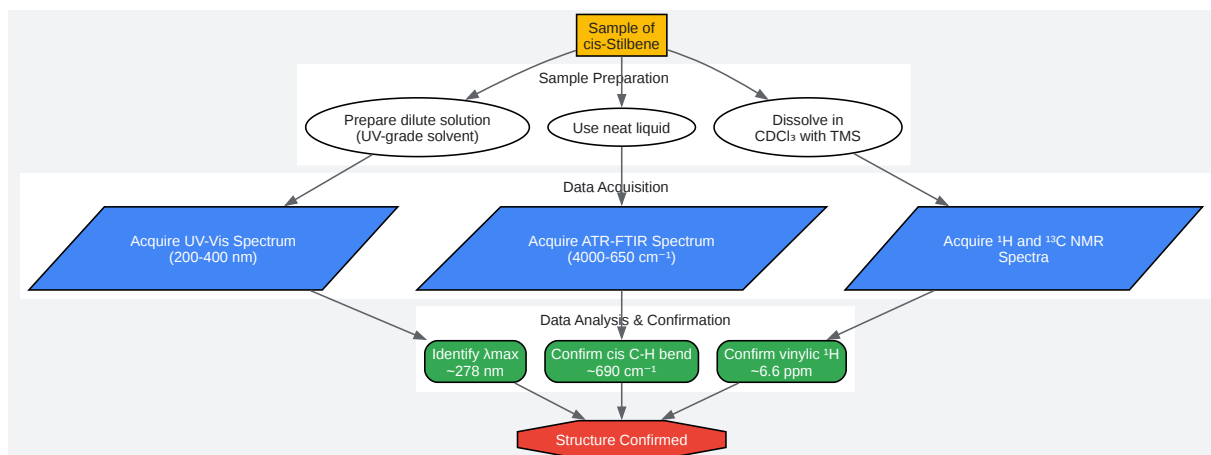 Sample of
cis-Stilbene
Sample Preparation
Prepare dilute solution
(UV-grade solvent)
Use neat liquid
Dissolve in
CDCl₃ with TMS
Data Acquisition
Acquire UV-Vis Spectrum
(200-400 nm)
Acquire ATR-FTIR Spectrum
(4000-650 cm⁻¹)
Acquire ¹H and ¹³C NMR
Spectra
Data Analysis & Confirmation
Identify λmax
~278 nm
Confirm cis C-H bend
~690 cm⁻¹
Confirm vinylic ¹H
~6.6 ppm
Structure Confirmed